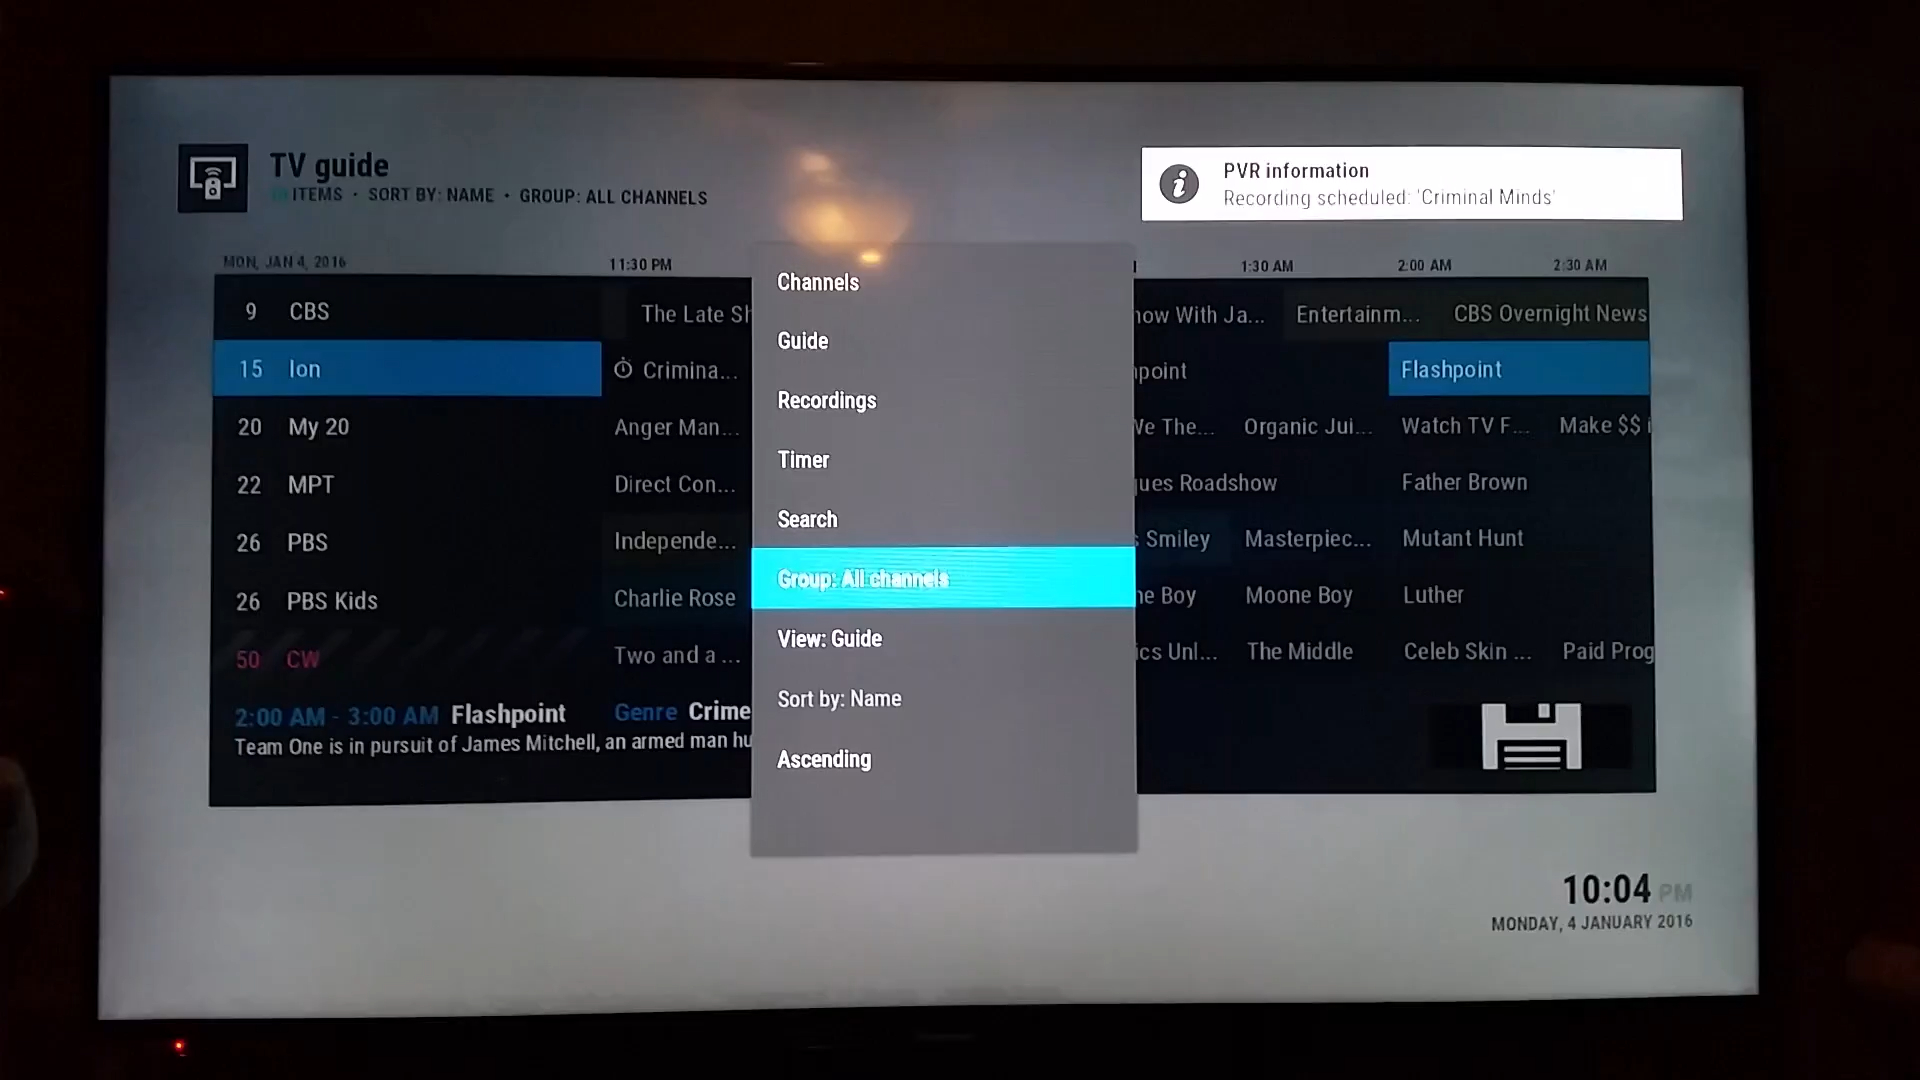 TV guide
ITEMS · SORT BY: NAME · GROUP: ALL CHANNELS
PVR information
Recording scheduled: 'Criminal Minds'
MON, JAN 4, 2016 11:30 PM 1:30 AM 2:00 AM 2:30 AM
9 CBS The Late Sh how With Ja... Entertainm... CBS Overnight News
15 Ion Crimina... point Flashpoint
20 My 20 Anger Man... We The... Organic Jui... Watch TV F... Make $$ i
22 MPT Direct Con... ques Roadshow Father Brown
26 PBS Independe... s Smiley Masterpiec... Mutant Hunt
26 PBS Kids Charlie Rose ne Boy Moone Boy Luther
50 CW Two and a ... ics Unl... The Middle Celeb Skin ... Paid Prog
2:00 AM - 3:00 AM Flashpoint Genre Crime
Team One is in pursuit of James Mitchell, an armed man hu
Channels
Guide
Recordings
Timer
Search
Group: All channels
View: Guide
Sort by: Name
Ascending
10:04 PM
MONDAY, 4 JANUARY 2016